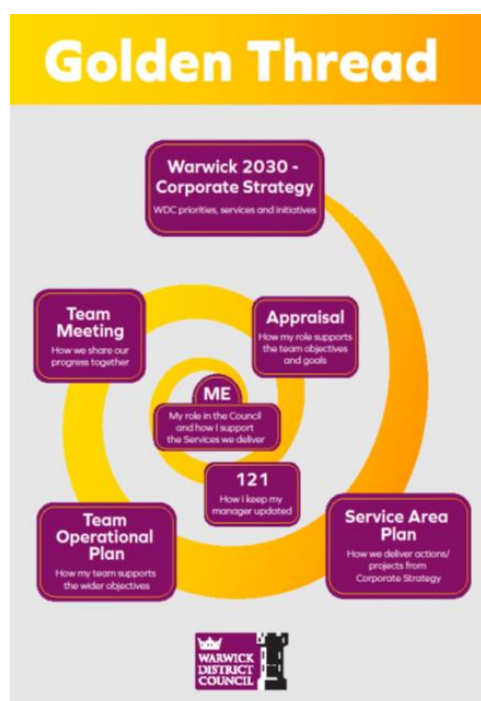 Golden Thread
Warwick 2030 -
Corporate Strategy
WDC priorities, services and initiatives
Team
Meeting
How we share our
progress together
Appraisal
How my role supports
the team objectives
and goals
ME
My role in the Council
and how I support
the Services we deliver
121
How I keep my
manager updated
Team
Operational
Plan
How my team supports
the wider objectives
Service Area
Plan
How we deliver actions/
projects from
Corporate Strategy
WARWICK
DISTRICT
COUNCIL